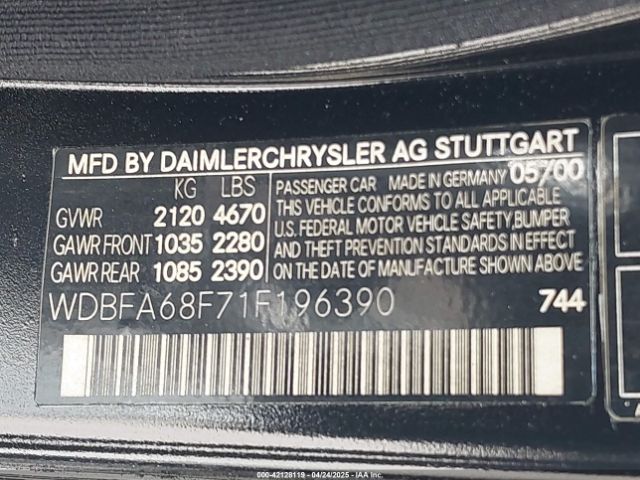 MFD BY DAIMLERCHRYSLER AG STUTTGART
KG LBS
GVWR 2120 4670
GAWR FRONT 1035 2280
GAWR REAR 1085 2390
PASSENGER CAR MADE IN GERMANY 05/00
THIS VEHICLE CONFORMS TO ALL APPLICABLE
U.S. FEDERAL MOTOR VEHICLE SAFETY, BUMPER
AND THEFT PREVENTION STANDARDS IN EFFECT
ON THE DATE OF MANUFACTURE SHOWN ABOVE.
WDBFA68F71F196390 744
000-42128119 - 04/24/2025 - IAA Inc.